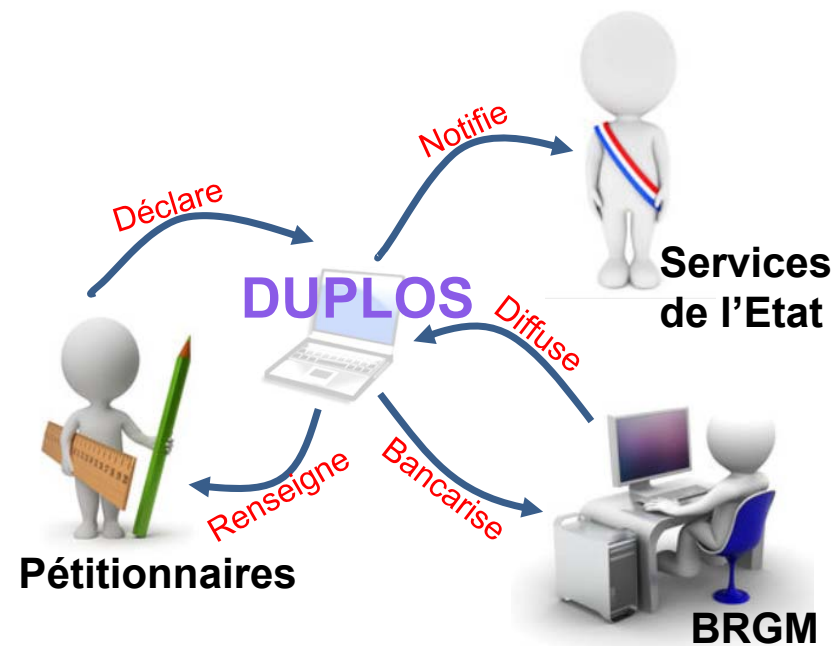 Notifie
Déclare
Services
de l’Etat
DUPLOS
Diffuse
Renseigne
Bancarise
Pétitionnaires
BRGM